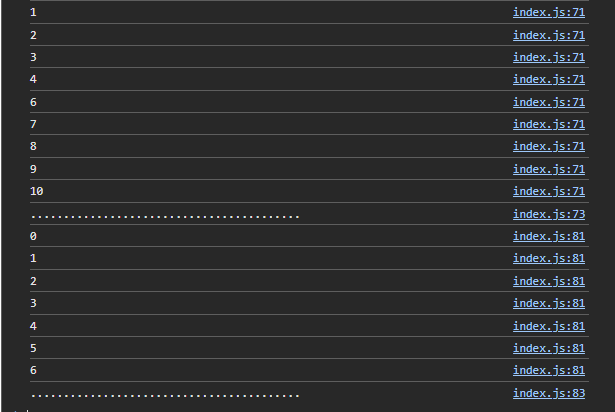 1 index.js:71
2 index.js:71
3 index.js:71
4 index.js:71
6 index.js:71
7 index.js:71
8 index.js:71
9 index.js:71
10 index.js:71
......................................... index.js:73
0 index.js:81
1 index.js:81
2 index.js:81
3 index.js:81
4 index.js:81
5 index.js:81
6 index.js:81
......................................... index.js:83